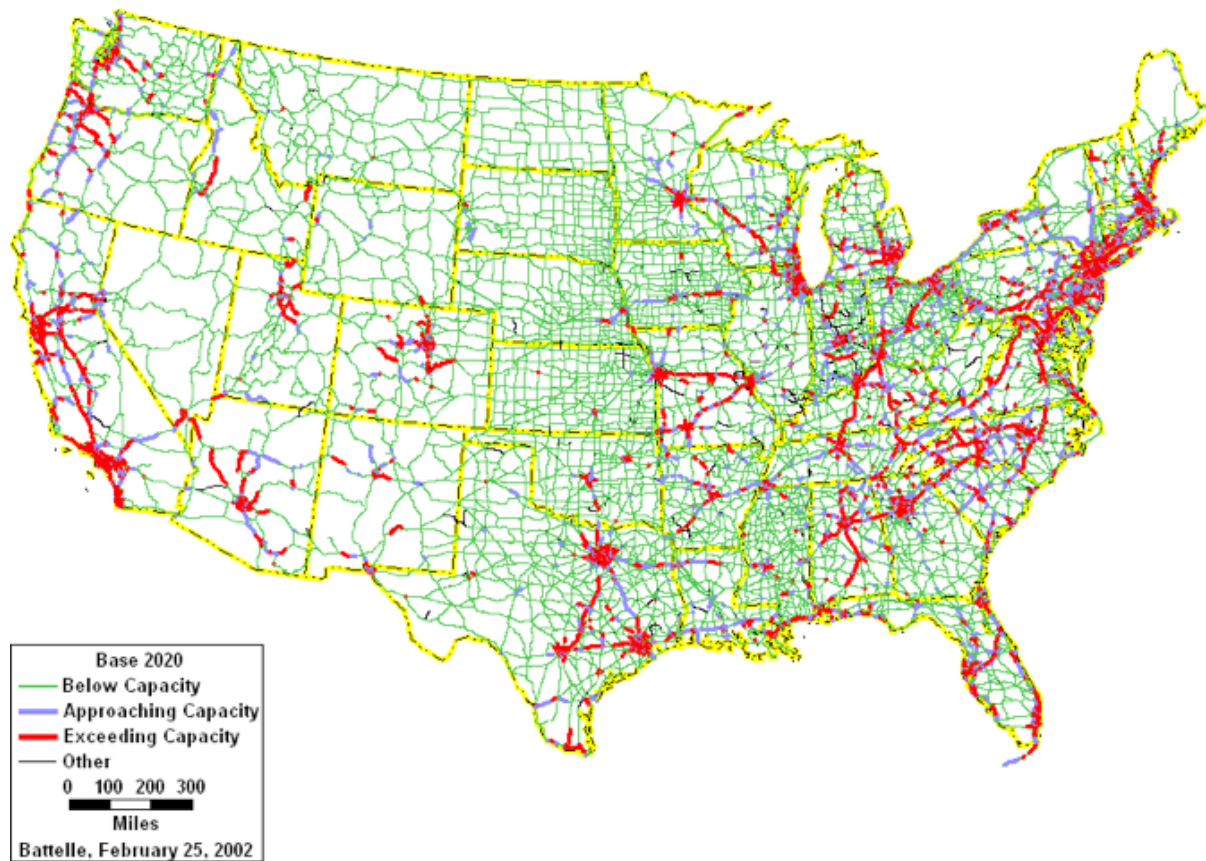 Base 2020
Below Capacity
Approaching Capacity
Exceeding Capacity
Other
0 100 200 300
Miles
Battelle, February 25, 2002